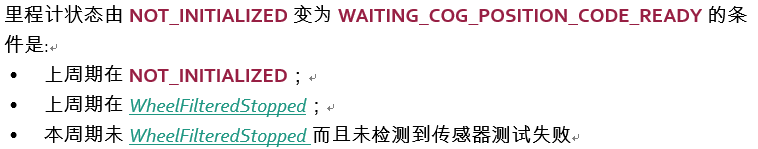 里程计状态由 NOT_INITIALIZED 变为 WAITING_COG_POSITION_CODE_READY 的条
件是:
• 上周期在 NOT_INITIALIZED；
• 上周期在 WheelFilteredStopped；
• 本周期未 WheelFilteredStopped 而且未检测到传感器测试失败